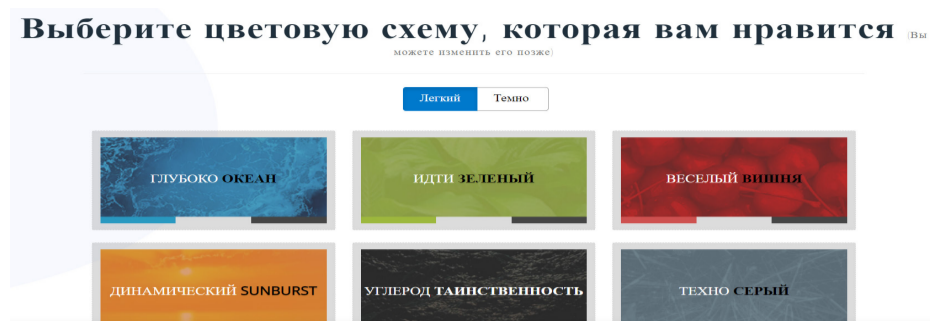 Выберите цветовую схему, которая вам нравится (Вы
можете изменить его позже)
Легкий Темно
ГЛУБОКО ОКЕАН
ИДТИ ЗЕЛЕНЫЙ
ВЕСЕЛЫЙ ВИШНЯ
ДИНАМИЧЕСКИЙ SUNBURST
УГЛЕРОД ТАИНСТВЕННОСТЬ
ТЕХНО СЕРЫЙ